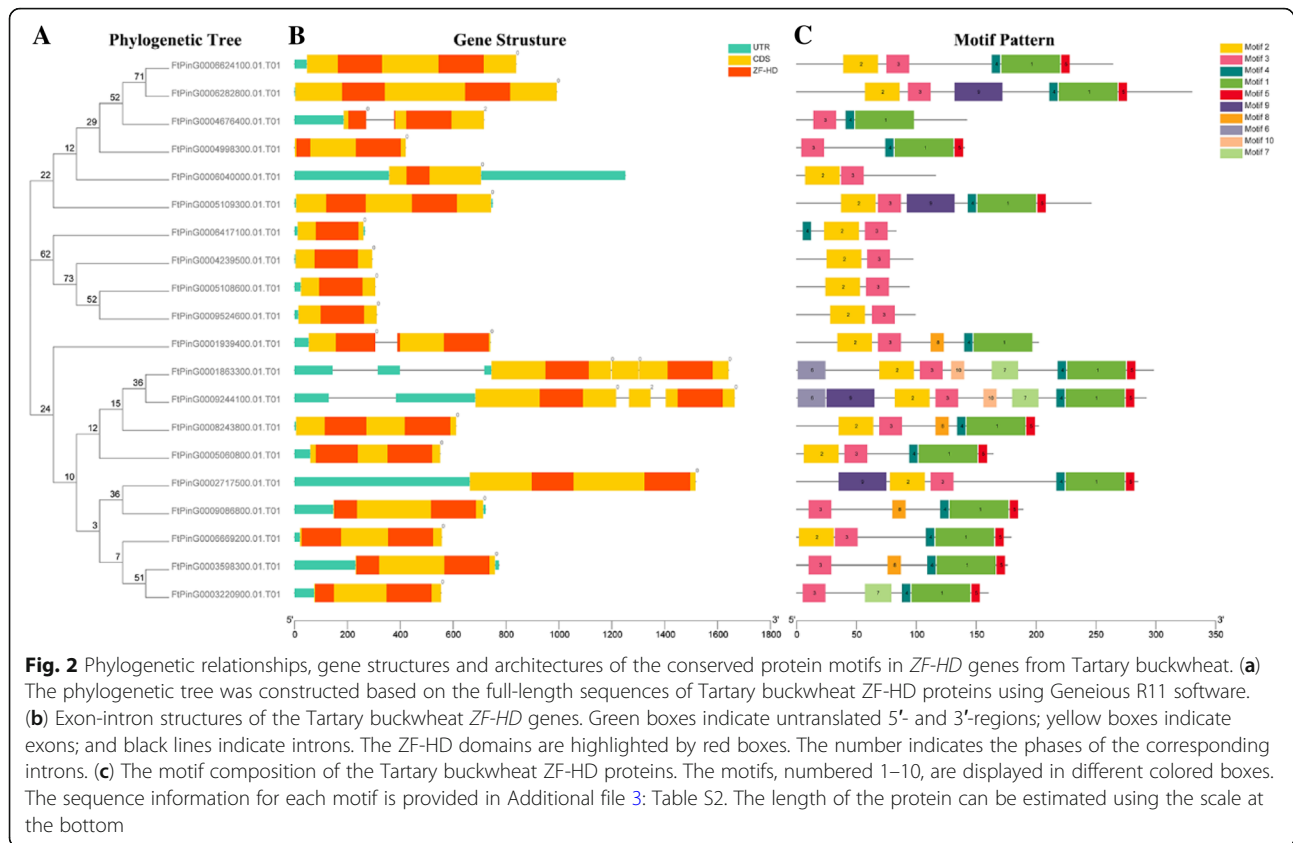 A Phylogenetic Tree B Gene Strusture C Motif Pattern
UTR
CDS
ZF-HD
Motif 2
Motif 3
Motif 4
Motif 1
Motif 5
Motif 9
Motif 8
Motif 6
Motif 10
Motif 7
FtPinG0006624100.01.T01
FtPinG0006282800.01.T01
FtPinG0004676400.01.T01
FtPinG0004998300.01.T01
FtPinG0006040000.01.T01
FtPinG0005109300.01.T01
FtPinG0006417100.01.T01
FtPinG0004239500.01.T01
FtPinG0005108600.01.T01
FtPinG0009524600.01.T01
FtPinG0001939400.01.T01
FtPinG0001863300.01.T01
FtPinG0009244100.01.T01
FtPinG0008243800.01.T01
FtPinG0005060800.01.T01
FtPinG0002717500.01.T01
FtPinG0009086800.01.T01
FtPinG0006669200.01.T01
FtPinG0003598300.01.T01
FtPinG0003220900.01.T01
71
52
29
12
22
62
73
52
24
36
15
12
10
36
3
7
51
5' 3' 5' 3'
0 200 400 600 800 1000 1200 1400 1600 1800
0 50 100 150 200 250 300 350
Fig. 2 Phylogenetic relationships, gene structures and architectures of the conserved protein motifs in ZF-HD genes from Tartary buckwheat. (a)
The phylogenetic tree was constructed based on the full-length sequences of Tartary buckwheat ZF-HD proteins using Geneious R11 software.
(b) Exon-intron structures of the Tartary buckwheat ZF-HD genes. Green boxes indicate untranslated 5′- and 3′-regions; yellow boxes indicate
exons; and black lines indicate introns. The ZF-HD domains are highlighted by red boxes. The number indicates the phases of the corresponding
introns. (c) The motif composition of the Tartary buckwheat ZF-HD proteins. The motifs, numbered 1–10, are displayed in different colored boxes.
The sequence information for each motif is provided in Additional file 3: Table S2. The length of the protein can be estimated using the scale at
the bottom